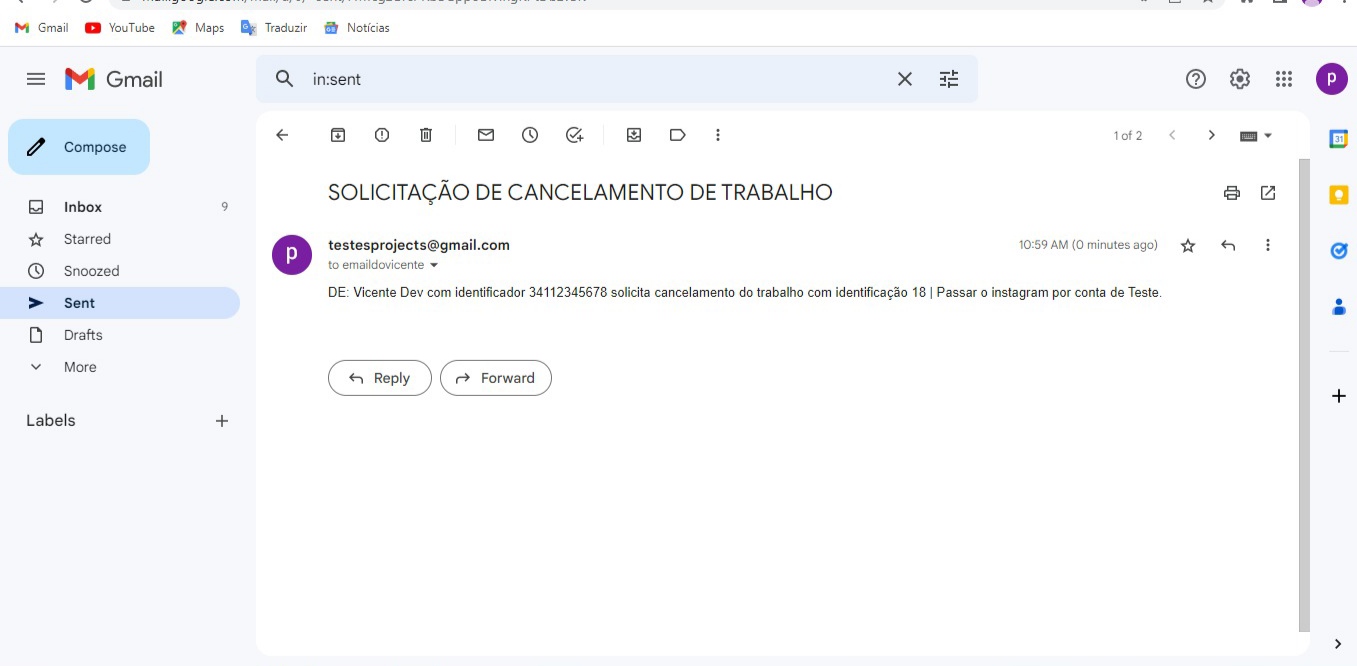 Gmail YouTube Maps Traduzir Notícias
Gmail
in:sent
P
Compose
1 of 2
31
SOLICITAÇÃO DE CANCELAMENTO DE TRABALHO
Inbox 9
Starred
Snoozed
Sent
Drafts
More
Labels
p
testesprojects@gmail.com
10:59 AM (0 minutes ago)
to emaildovicente
DE: Vicente Dev com identificador 34112345678 solicita cancelamento do trabalho com identificação 18 | Passar o instagram por conta de Teste.
Reply Forward